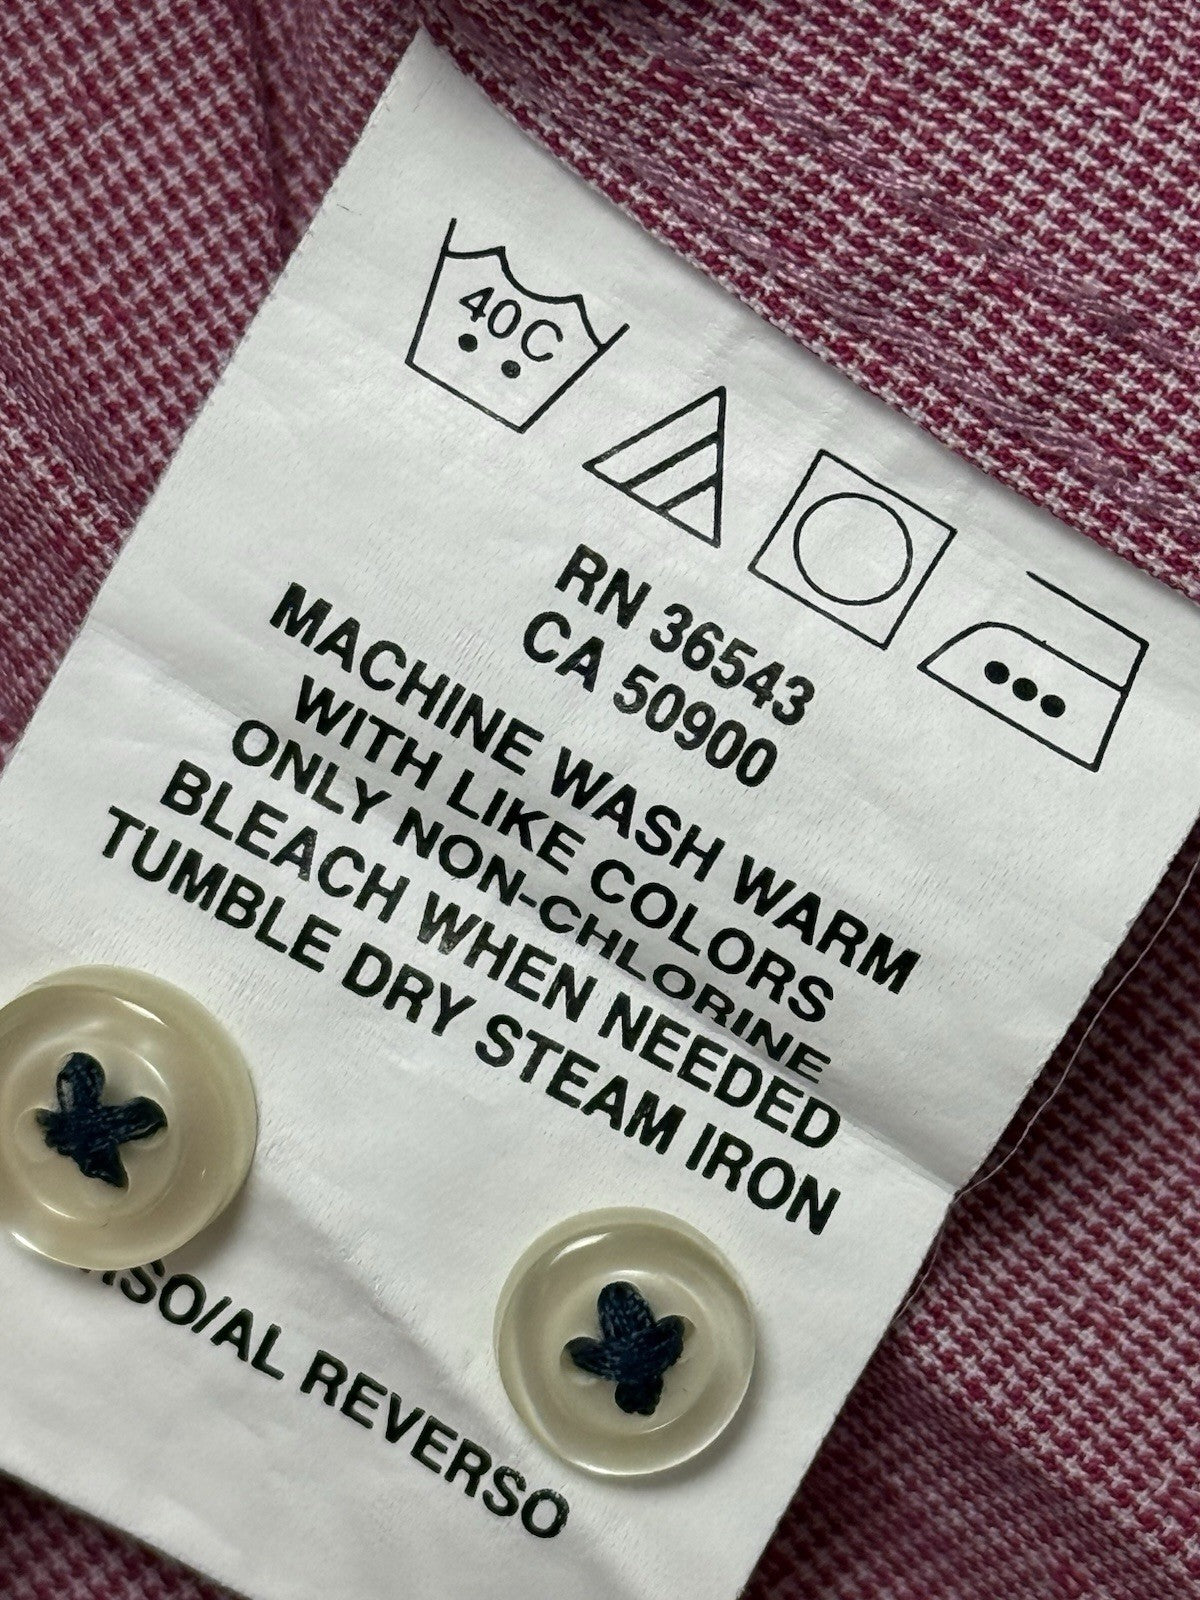 40C
RN 36543
CA 50900
MACHINE WASH WARM
WITH LIKE COLORS
ONLY NON-CHLORINE
BLEACH WHEN NEEDED
TUMBLE DRY STEAM IRON
REVERSO